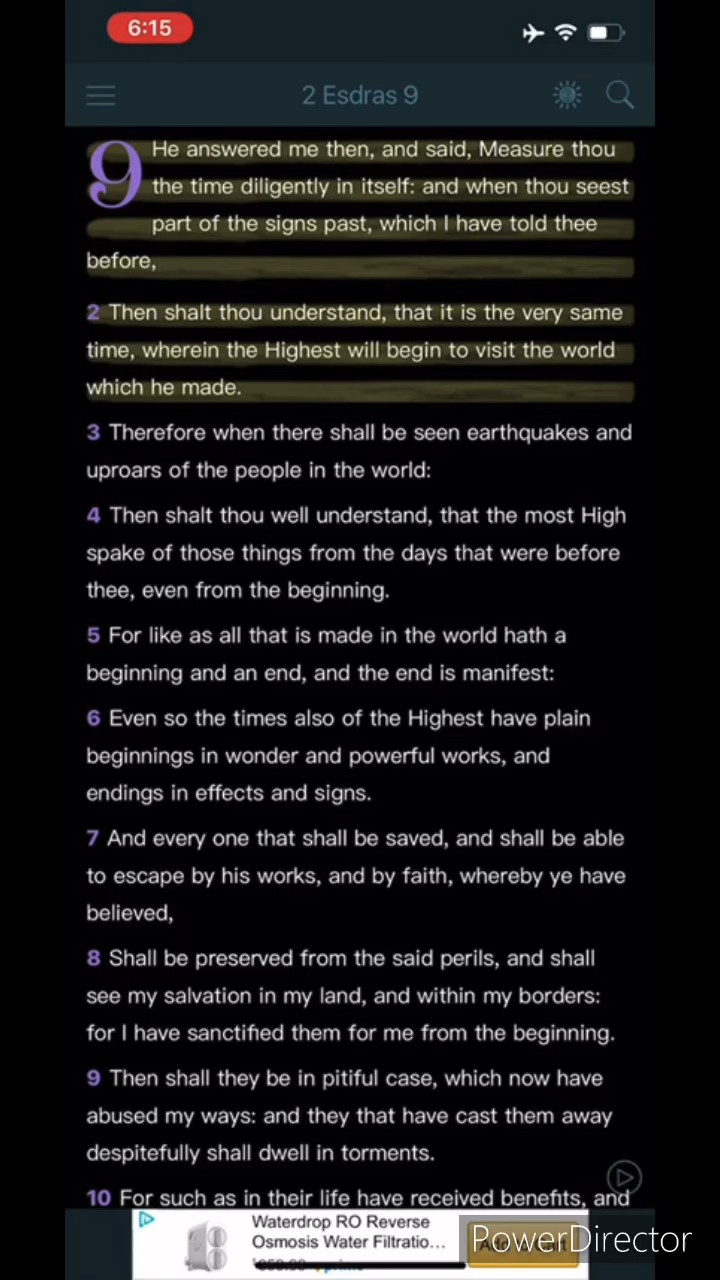 6:15
2 Esdras 9
9 He answered me then, and said, Measure thou
the time diligently in itself: and when thou seest
part of the signs past, which I have told thee
before,
2 Then shalt thou understand, that it is the very same
time, wherein the Highest will begin to visit the world
which he made.
3 Therefore when there shall be seen earthquakes and
uproars of the people in the world:
4 Then shalt thou well understand, that the most High
spake of those things from the days that were before
thee, even from the beginning.
5 For like as all that is made in the world hath a
beginning and an end, and the end is manifest:
6 Even so the times also of the Highest have plain
beginnings in wonder and powerful works, and
endings in effects and signs.
7 And every one that shall be saved, and shall be able
to escape by his works, and by faith, whereby ye have
believed,
8 Shall be preserved from the said perils, and shall
see my salvation in my land, and within my borders:
for I have sanctified them for me from the beginning.
9 Then shall they be in pitiful case, which now have
abused my ways: and they that have cast them away
despitefully shall dwell in torments.
10 For such as in their life have received benefits, and
Waterdrop RO Reverse
Osmosis Water Filtratio...
PowerDirector